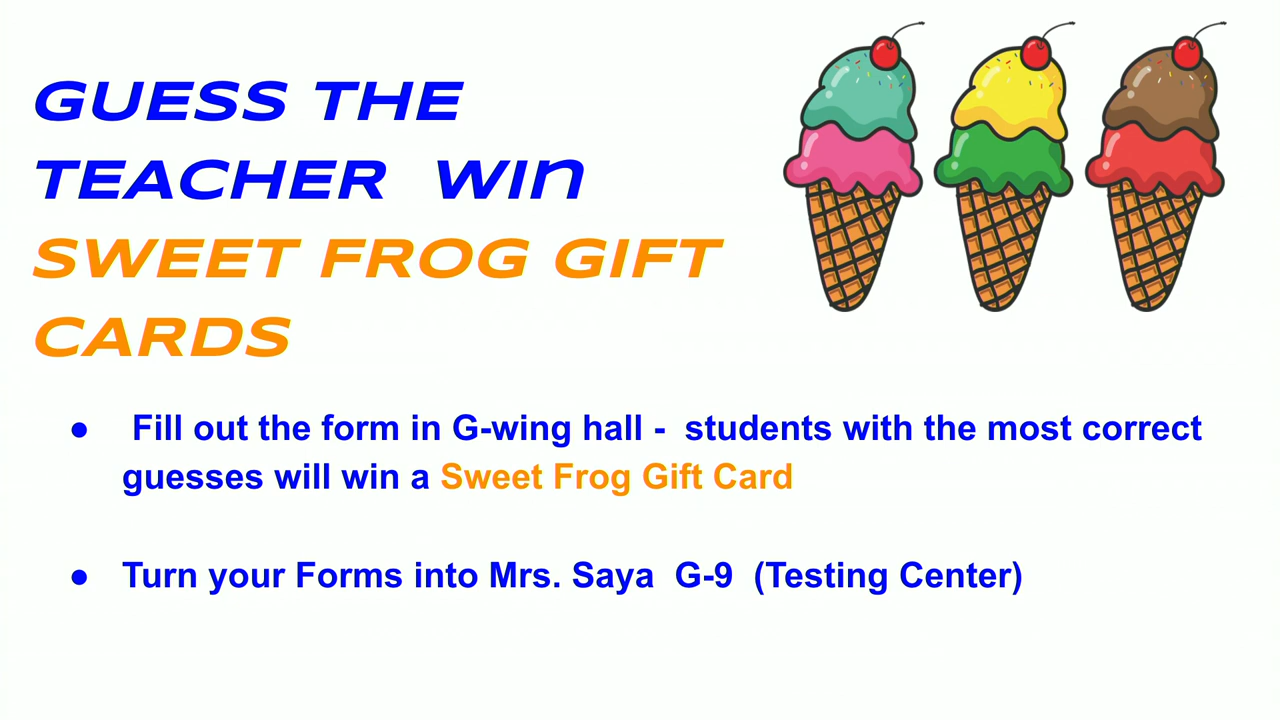 GUESS THE
TEACHER  WIn
SWEET FROG GIFT
CARDS
● Fill out the form in G-wing hall -  students with the most correct
guesses will win a Sweet Frog Gift Card
● Turn your Forms into Mrs. Saya  G-9  (Testing Center)